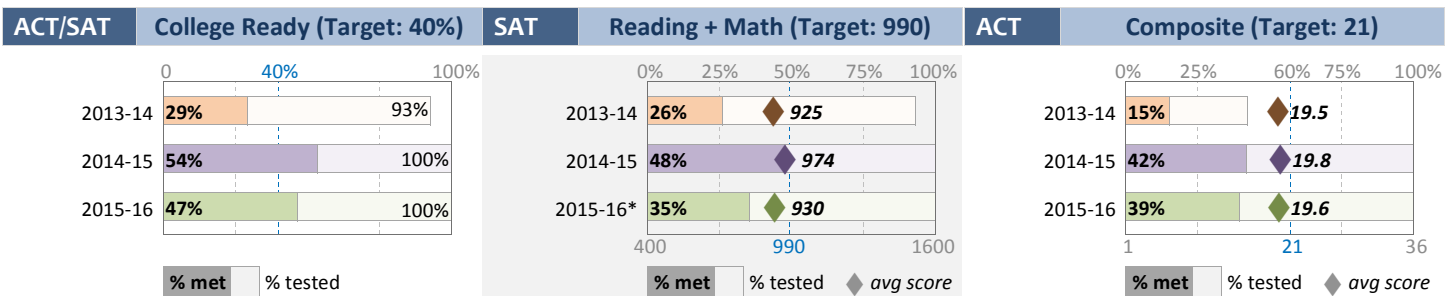 ACT/SAT College Ready (Target: 40%) SAT Reading + Math (Target: 990) ACT Composite (Target: 21)
0 40% 100% 0% 25% 50% 75% 100% 0% 25% 60% 75% 100%
2013-14 29% 93% 2013-14 26% 925 2013-14 15% 19.5
2014-15 54% 100% 2014-15 48% 974 2014-15 42% 19.8
2015-16 47% 100% 2015-16* 35% 930 2015-16 39% 19.6
400 990 1600 1 21 36
% met % tested % met % tested avg score % met % tested avg score